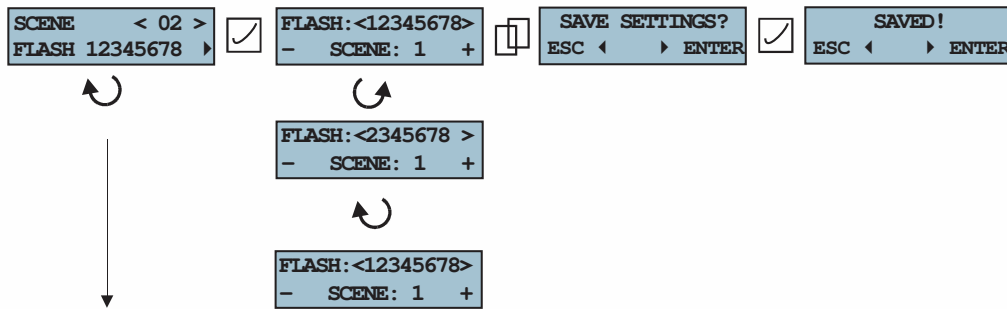 SCENE < 02 >
FLASH 12345678
FLASH:<12345678>
– SCENE: 1 +
SAVE SETTINGS?
ESC ENTER
SAVED!
ESC ENTER
FLASH:<2345678 >
– SCENE: 1 +
FLASH:<12345678>
– SCENE: 1 +